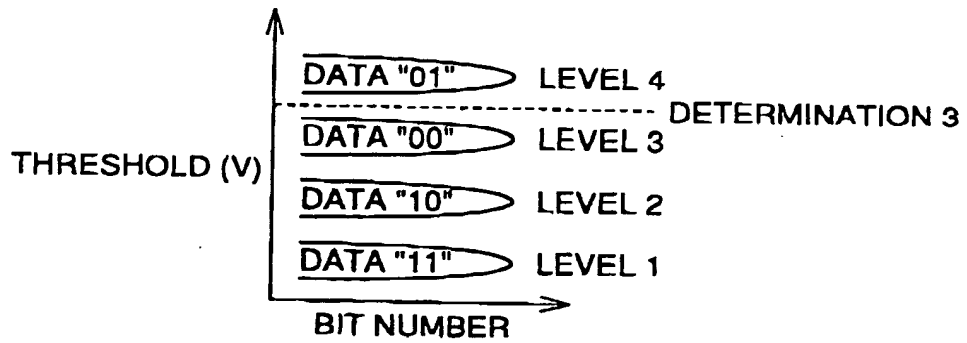 DATA "01" LEVEL 4
DETERMINATION 3
DATA "00" LEVEL 3
THRESHOLD (V)
DATA "10" LEVEL 2
DATA "11" LEVEL 1
BIT NUMBER